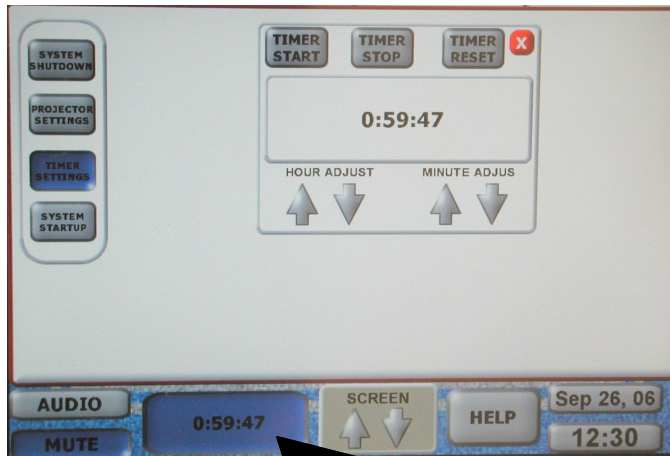 SYSTEM
SHUTDOWN
PROJECTOR
SETTINGS
TIMER
SETTINGS
SYSTEM
STARTUP
TIMER
START
TIMER
STOP
TIMER
RESET
X
0:59:47
HOUR ADJUST
MINUTE ADJUS
AUDIO
MUTE
0:59:47
SCREEN
HELP
Sep 26, 06
12:30